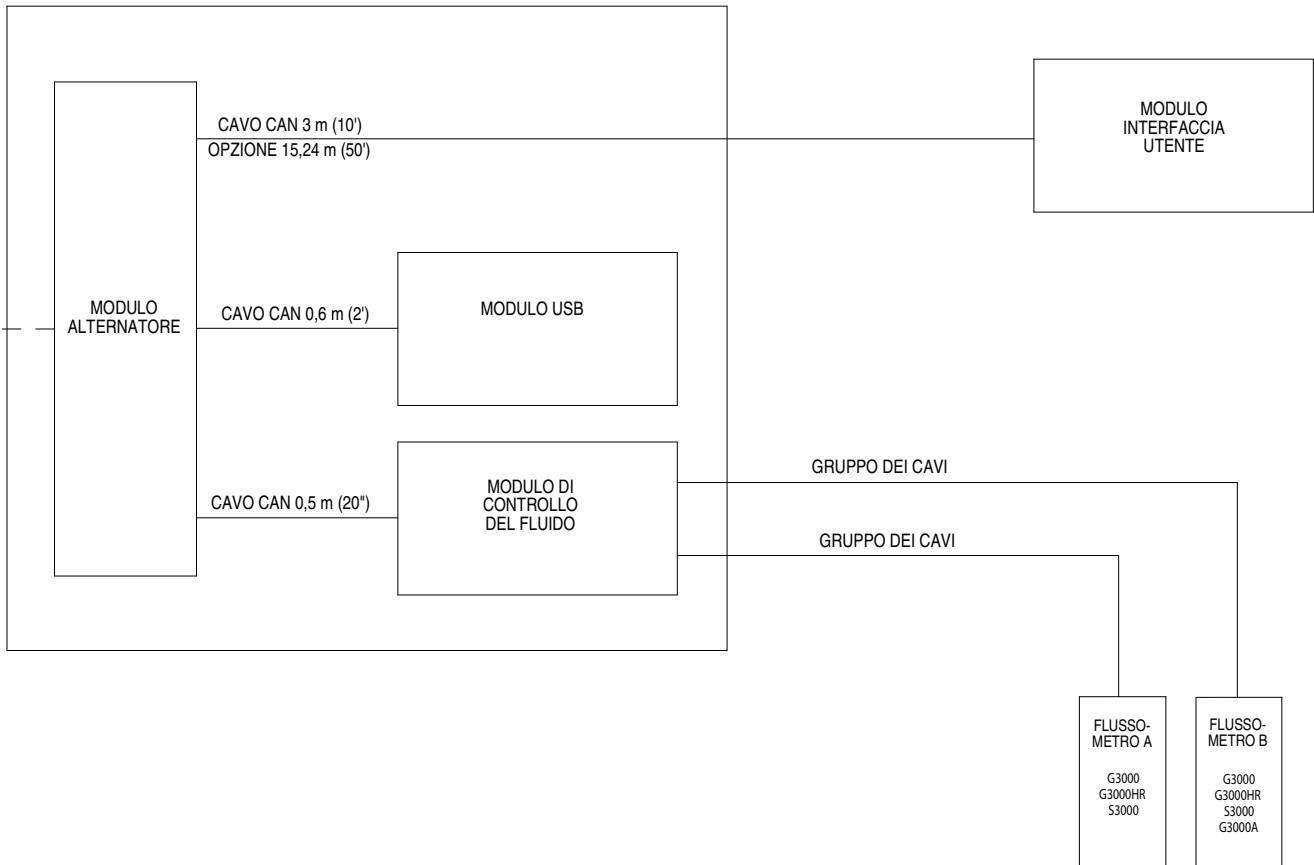 CAVO CAN 3 m (10')
OPZIONE 15,24 m (50')
MODULO
INTERFACCIA
UTENTE
MODULO
ALTERNATORE
CAVO CAN 0,6 m (2')
MODULO USB
CAVO CAN 0,5 m (20")
MODULO DI
CONTROLLO
DEL FLUIDO
GRUPPO DEI CAVI
GRUPPO DEI CAVI
FLUSSO-
METRO A
G3000
G3000HR
S3000
FLUSSO-
METRO B
G3000
G3000HR
S3000
G3000A